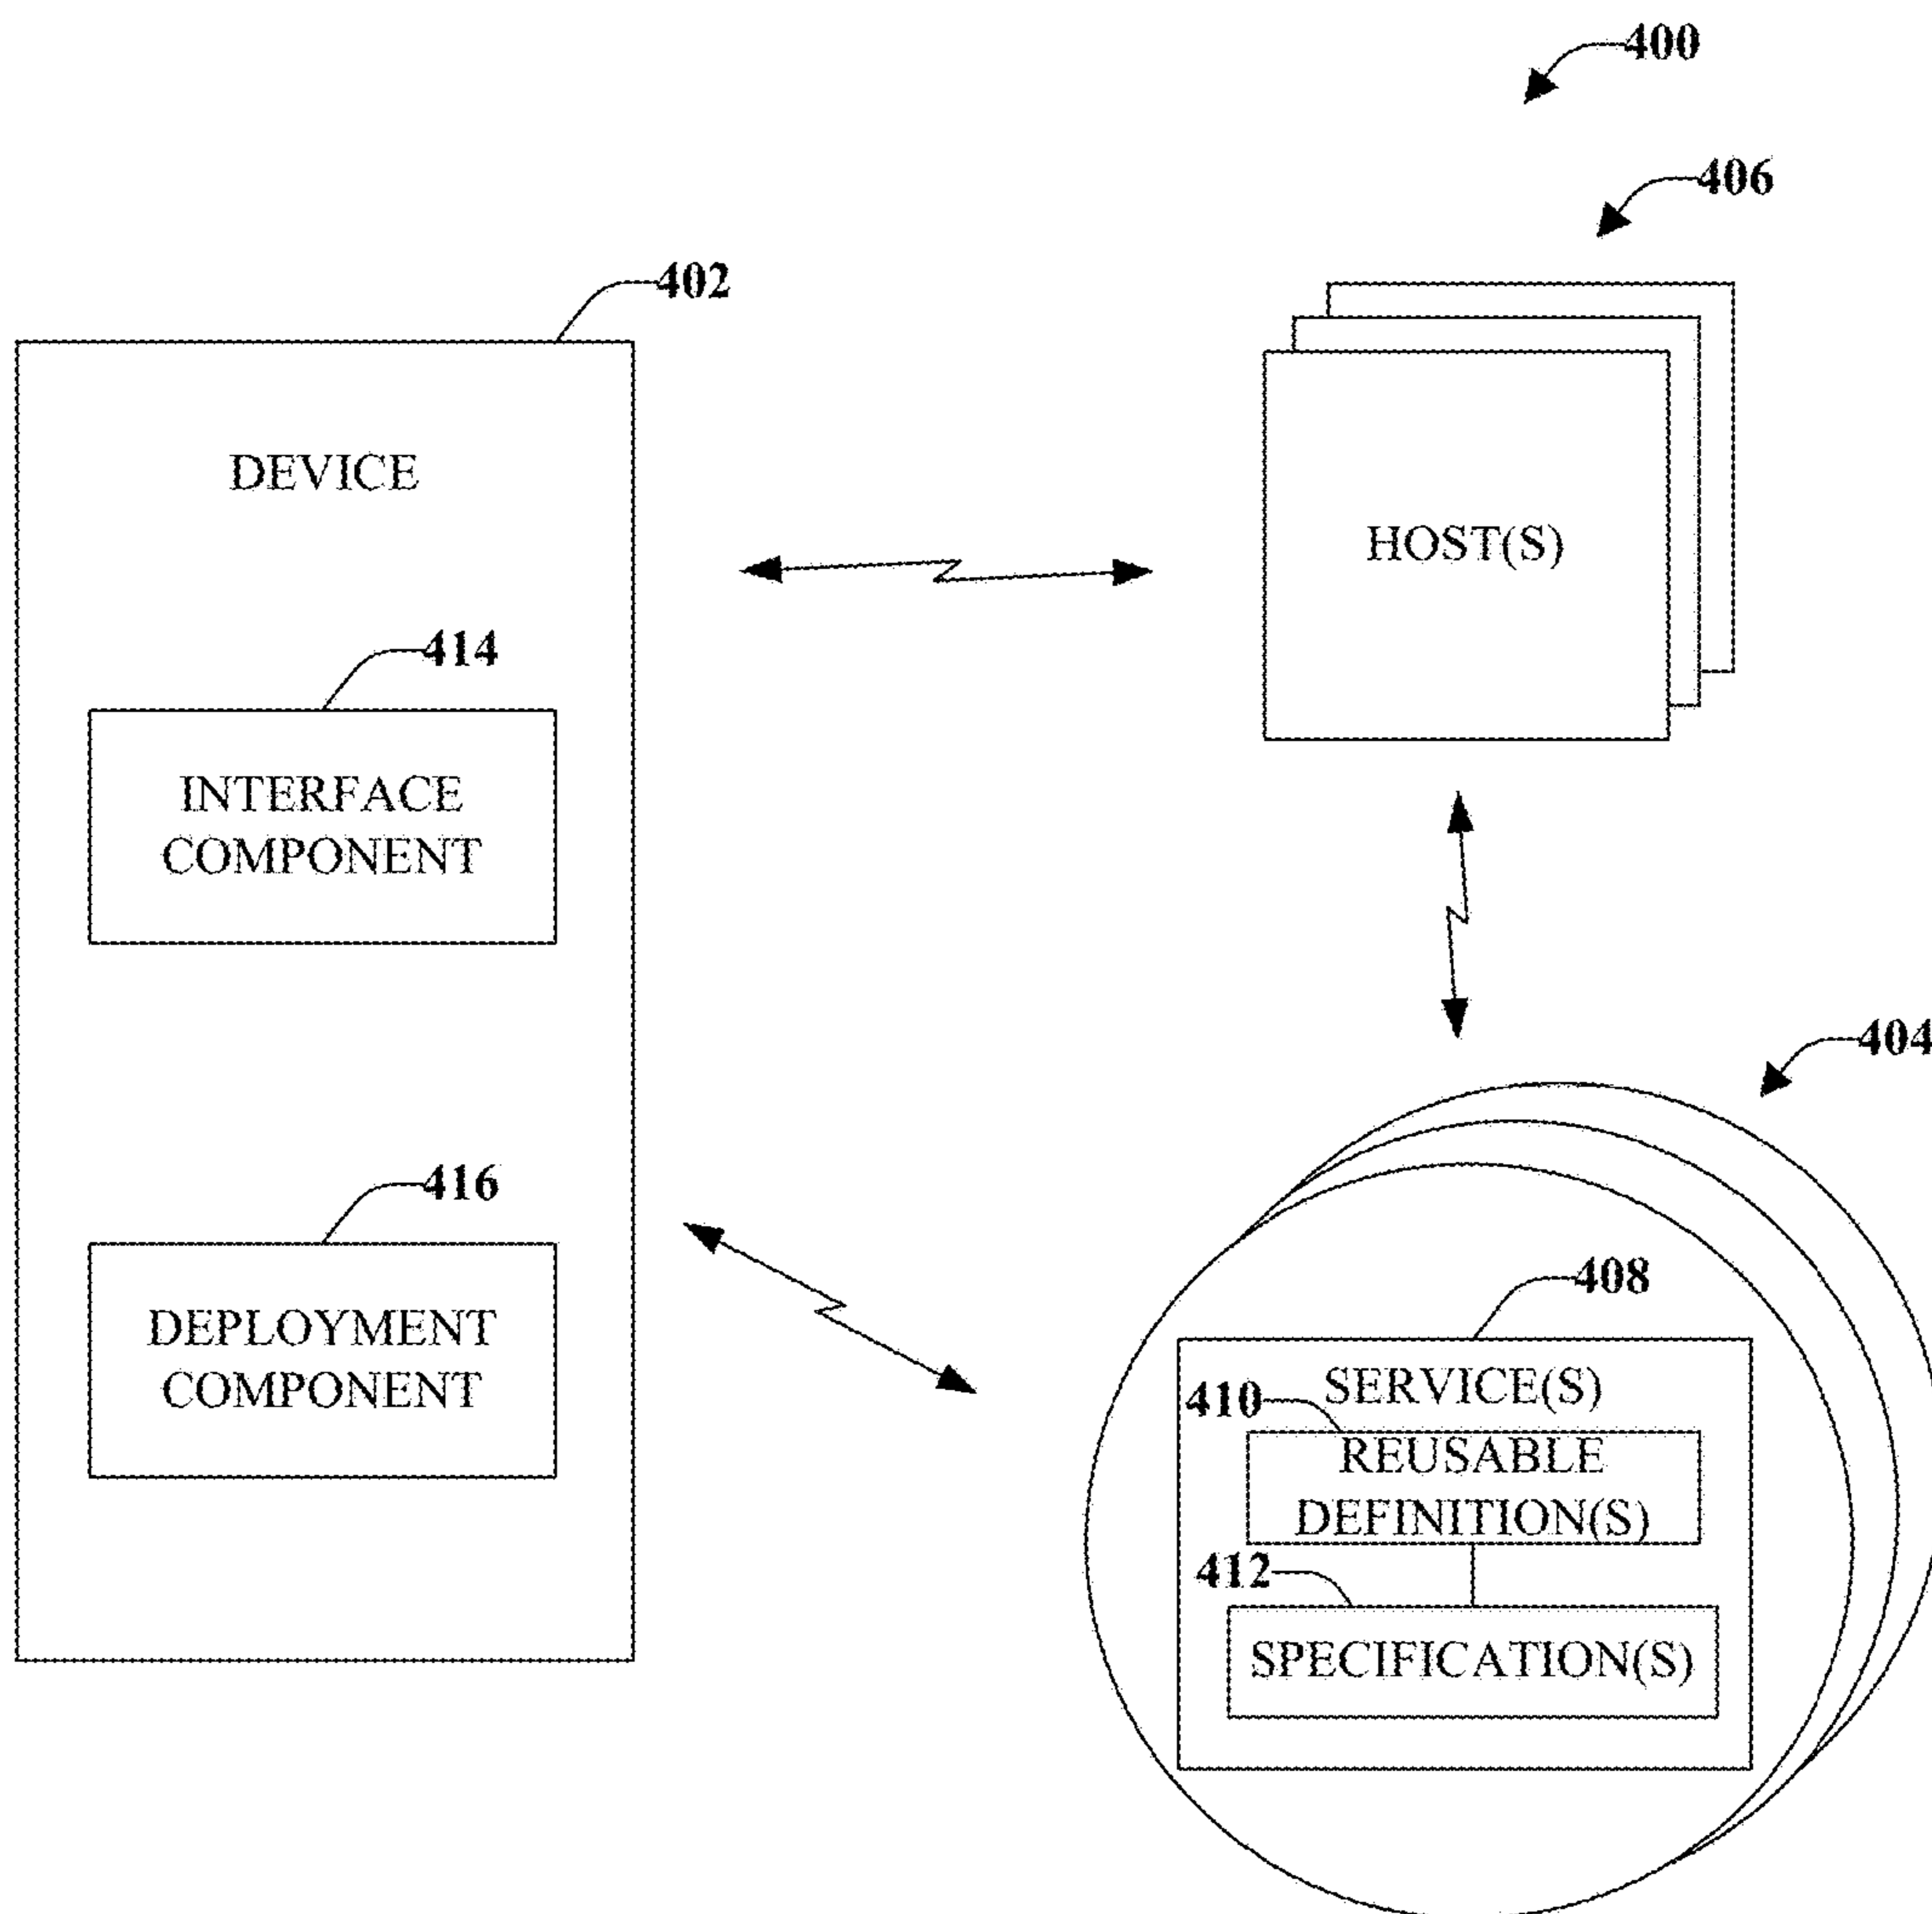 400
406
402
DEVICE
HOST(S)
414
INTERFACE
COMPONENT
404
416
DEPLOYMENT
COMPONENT
408
SERVICE(S)
410
REUSABLE
DEFINITION(S)
412
SPECIFICATION(S)